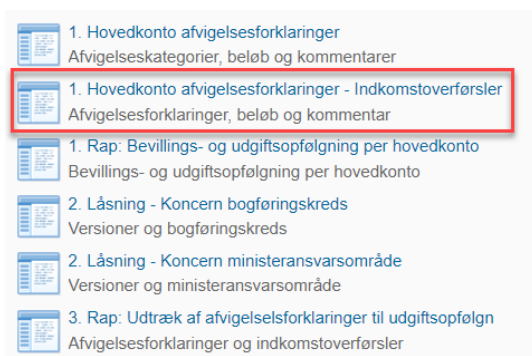 1. Hovedkonto afvigelsesforklaringer
Afvigelseskategorier, beløb og kommentarer
1. Hovedkonto afvigelsesforklaringer - Indkomstoverførsler
Afvigelsesforklaringer, beløb og kommentar
1. Rap: Bevillings- og udgiftsopfølgning per hovedkonto
Bevillings- og udgiftsopfølgning per hovedkonto
2. Låsning - Koncern bogføringskreds
Versioner og bogføringskreds
2. Låsning - Koncern ministeransvarsområde
Versioner og ministeransvarsområde
3. Rap: Udtræk af afvigelselsforklaringer til udgiftsopfølgn
Afvigelsesforklaringer og indkomstoverførsler